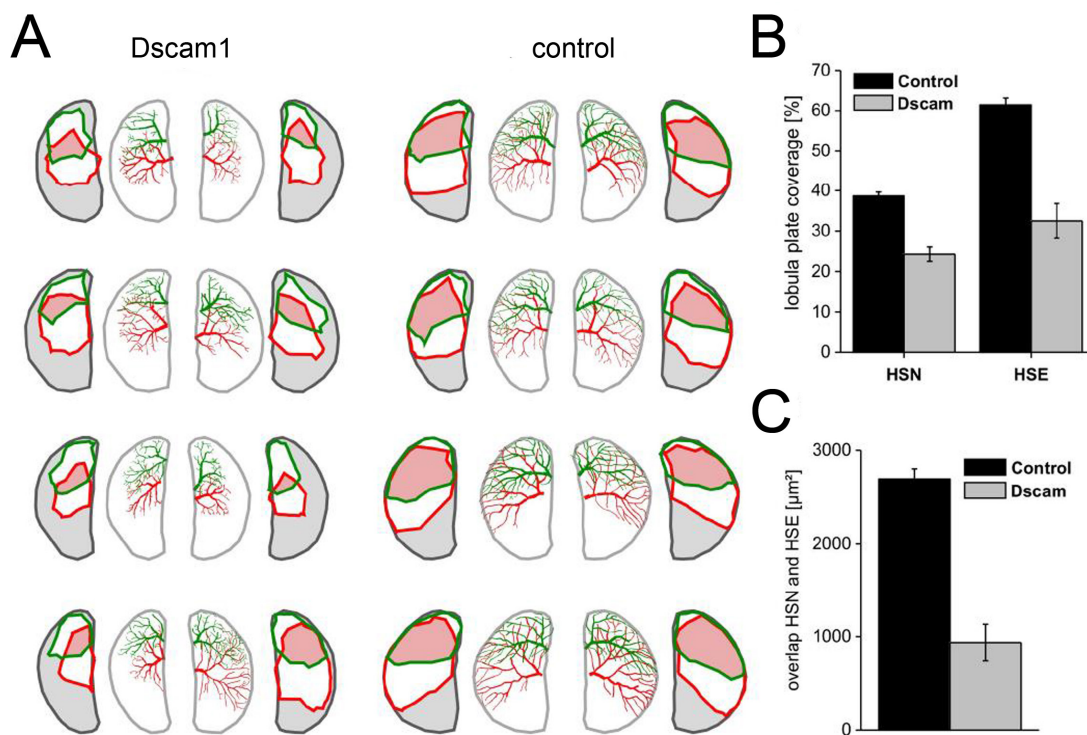 A
Dscam1
control
B
70
60
50
40
30
20
10
0
lobula plate coverage [%]
Control
Dscam
HSN
HSE
C
3000
2000
1000
0
overlap HSN and HSE [µm²]
Control
Dscam